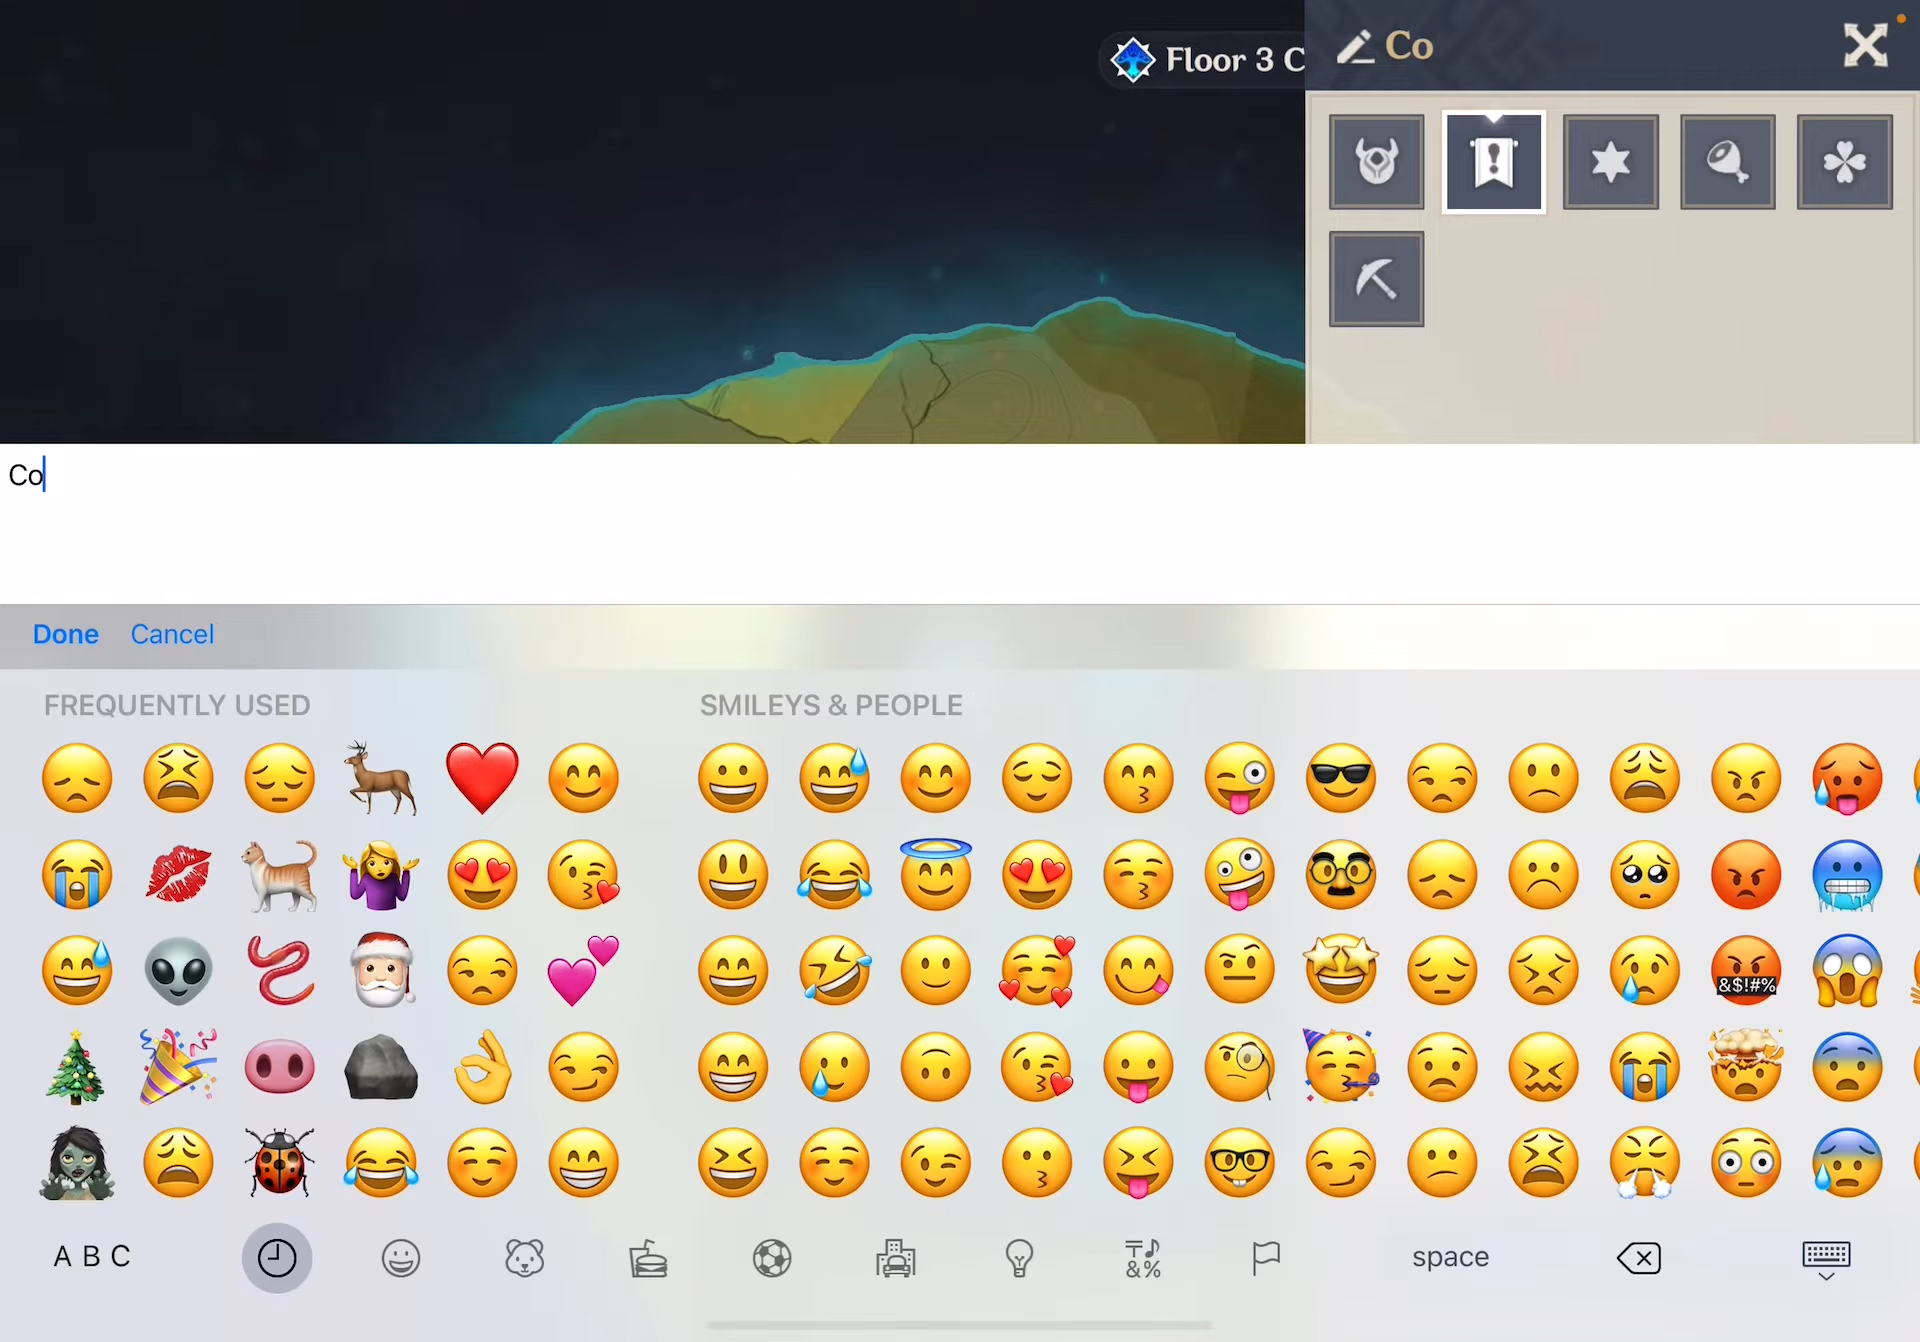 Floor 3 C
Co
Co
Done Cancel
FREQUENTLY USED SMILEYS & PEOPLE
&$!#%
A B C
&%
space